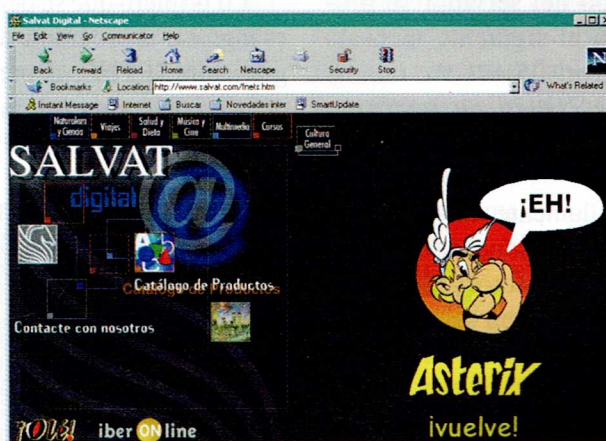 Salvat Digital - Netscape
File Edit View Go Communicator Help
Back Forward Reload Home Search Netscape Security Stop
Bookmarks Location: http://www.salvat.com/fnets.htm What's Related
Instant Message Internet Buscar Novedades inter SmartUpdate
Naturaleza y Ciencia
Viajes
Salud y Dieta
Música y Cine
Multimedia
Cursos
Cultura General
SALVAT
digital
@
¡EH!
Catálogo de Productos
Contacte con nosotros
Asterix
¡vuelve!
¡OLÉ!
iber ON line